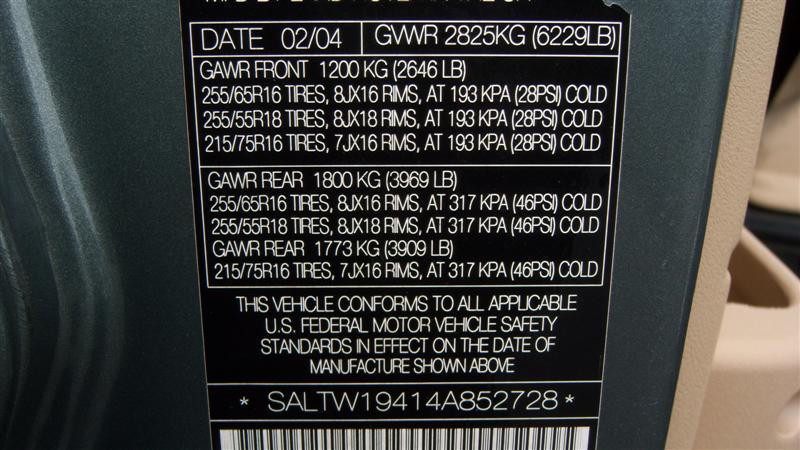 DATE 02/04 GVWR 2825KG (6229LB)
GAWR FRONT 1200 KG (2646 LB)
255/65R16 TIRES, 8JX16 RIMS, AT 193 KPA (28PSI) COLD
255/55R18 TIRES, 8JX18 RIMS, AT 193 KPA (28PSI) COLD
215/75R16 TIRES, 7JX16 RIMS, AT 193 KPA (28PSI) COLD
GAWR REAR 1800 KG (3969 LB)
255/65R16 TIRES, 8JX16 RIMS, AT 317 KPA (46PSI) COLD
255/55R18 TIRES, 8JX18 RIMS, AT 317 KPA (46PSI) COLD
GAWR REAR 1773 KG (3909 LB)
215/75R16 TIRES, 7JX16 RIMS, AT 317 KPA (46PSI) COLD
THIS VEHICLE CONFORMS TO ALL APPLICABLE
U.S. FEDERAL MOTOR VEHICLE SAFETY
STANDARDS IN EFFECT ON THE DATE OF
MANUFACTURE SHOWN ABOVE
* SALTW19414A852728 *